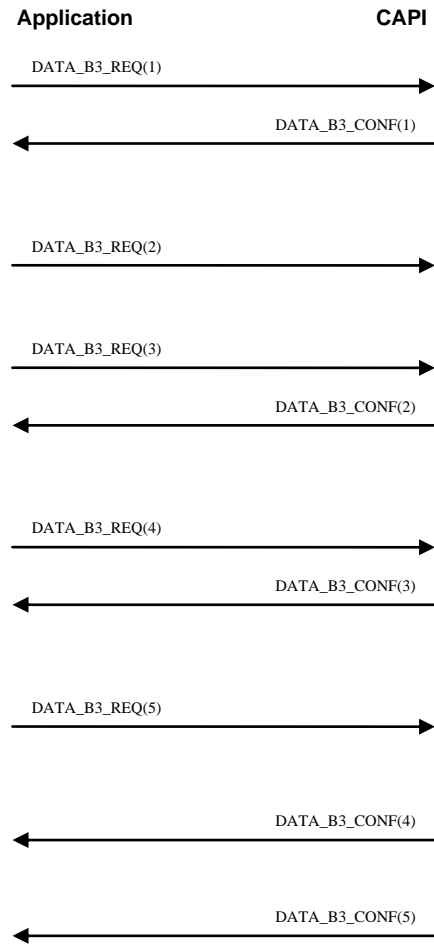 Application CAPI
DATA_B3_REQ(1)
DATA_B3_CONF(1)
DATA_B3_REQ(2)
DATA_B3_REQ(3)
DATA_B3_CONF(2)
DATA_B3_REQ(4)
DATA_B3_CONF(3)
DATA_B3_REQ(5)
DATA_B3_CONF(4)
DATA_B3_CONF(5)